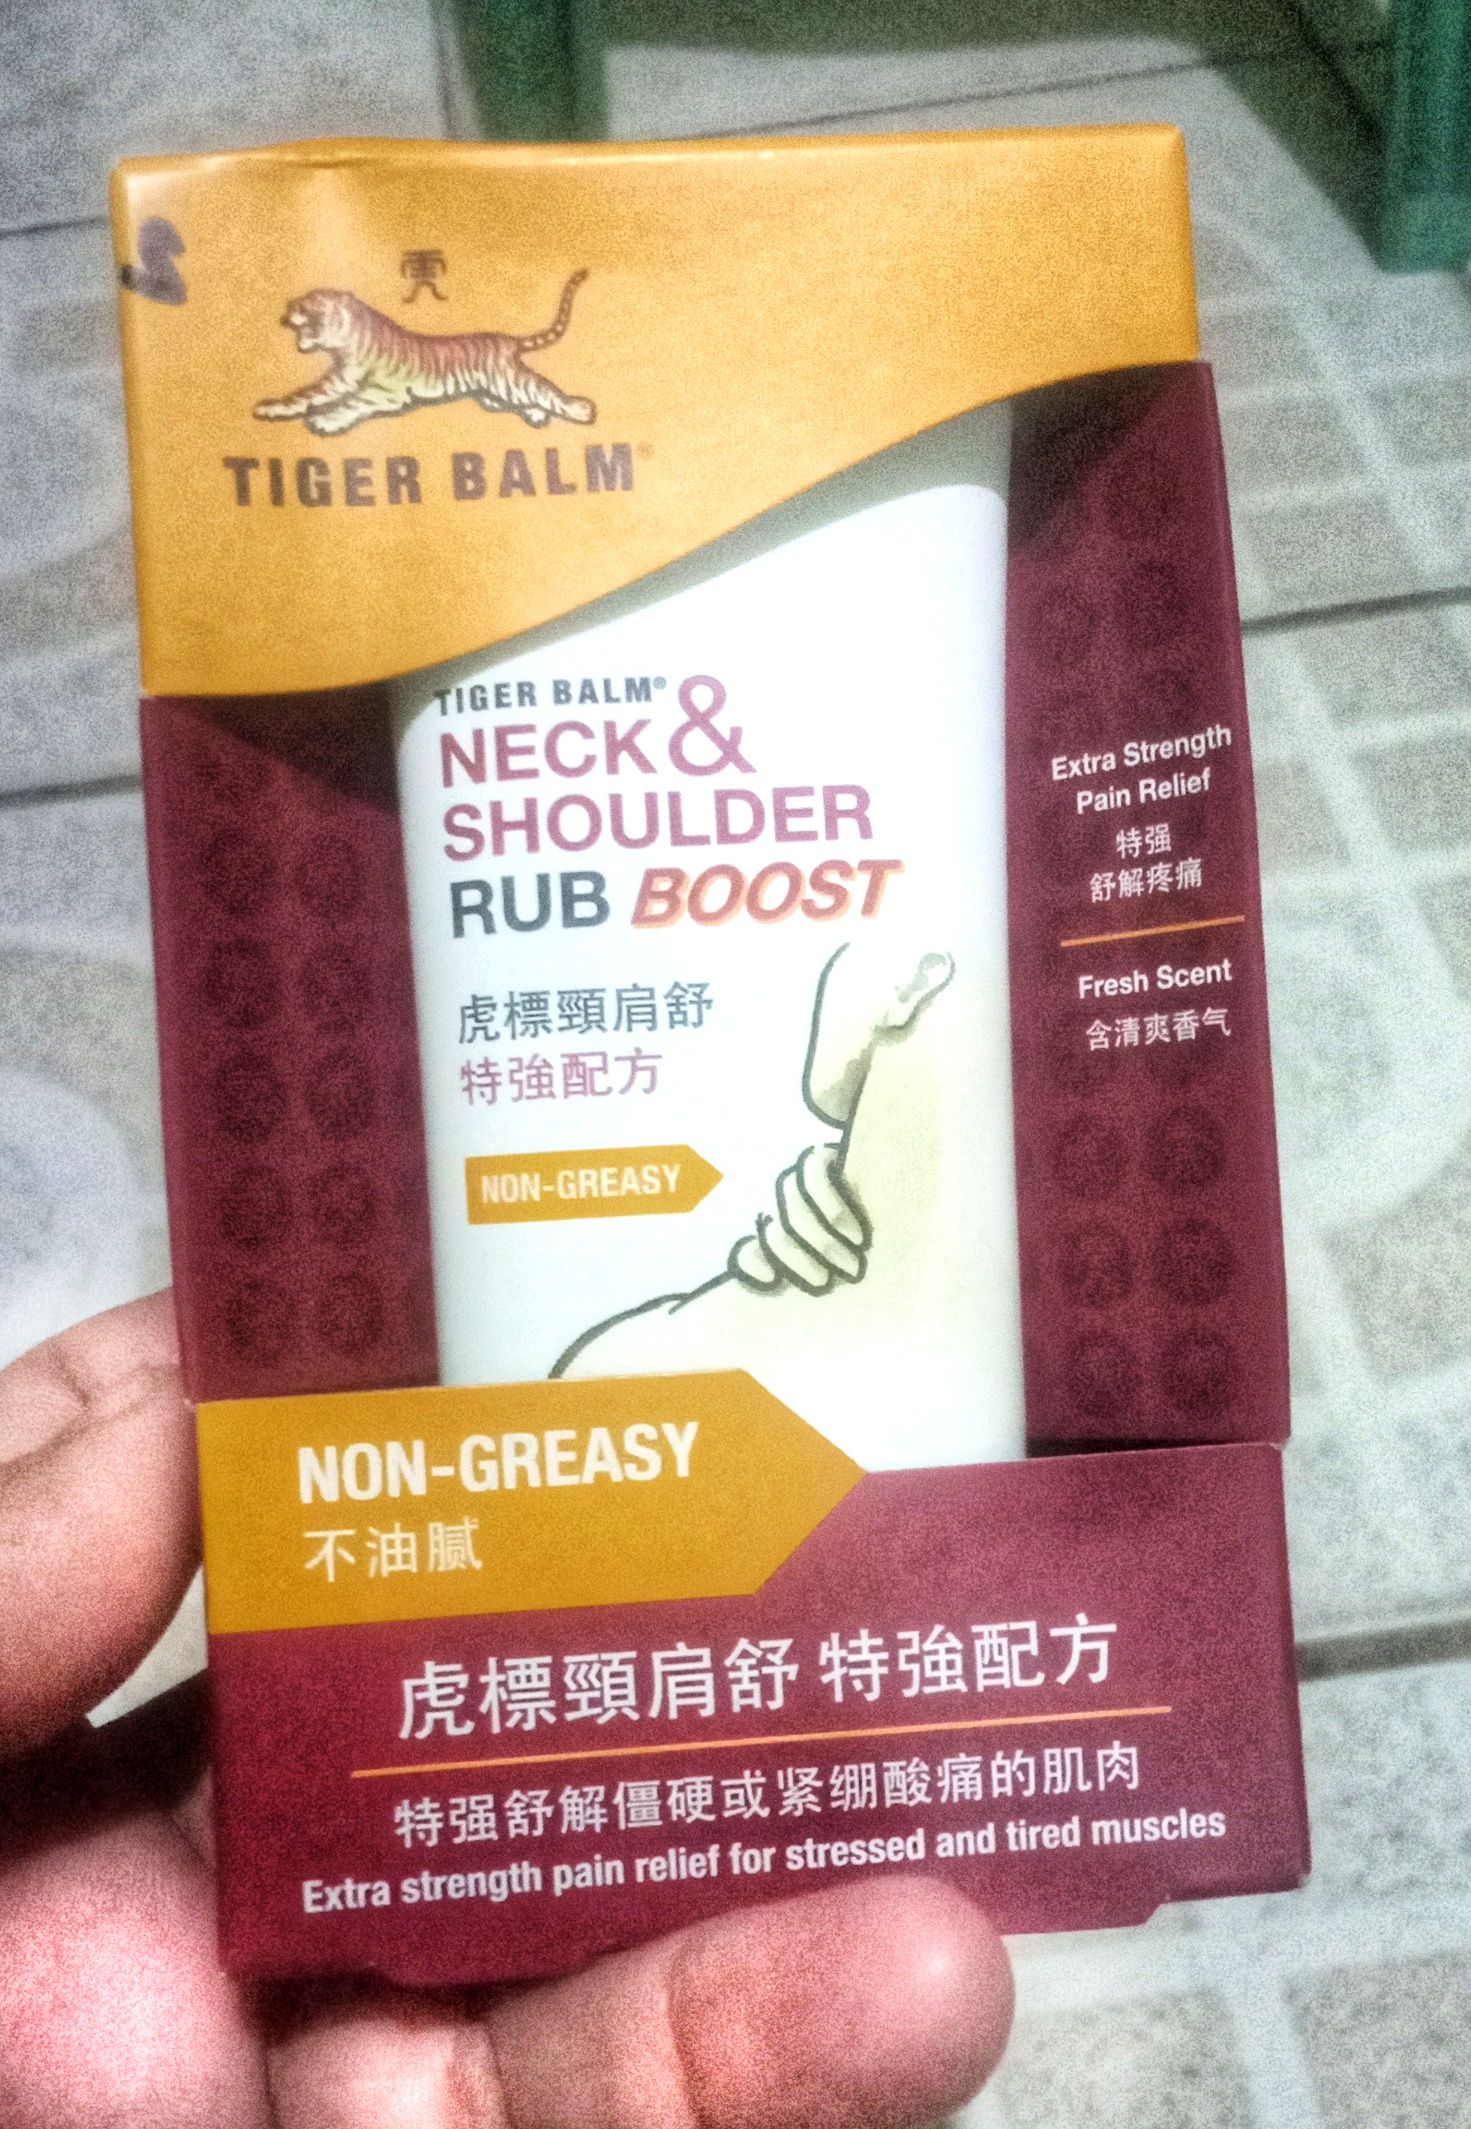 2
虎
TIGER BALM®
TIGER BALM®
NECK &
SHOULDER
RUB BOOST
虎標頸肩舒
特強配方
NON-GREASY
Extra Strength
Pain Relief
特强
舒解疼痛
Fresh Scent
含清爽香气
NON-GREASY
不油腻
虎標頸肩舒 特強配方
特强舒解僵硬或紧绷酸痛的肌肉
Extra strength pain relief for stressed and tired muscles